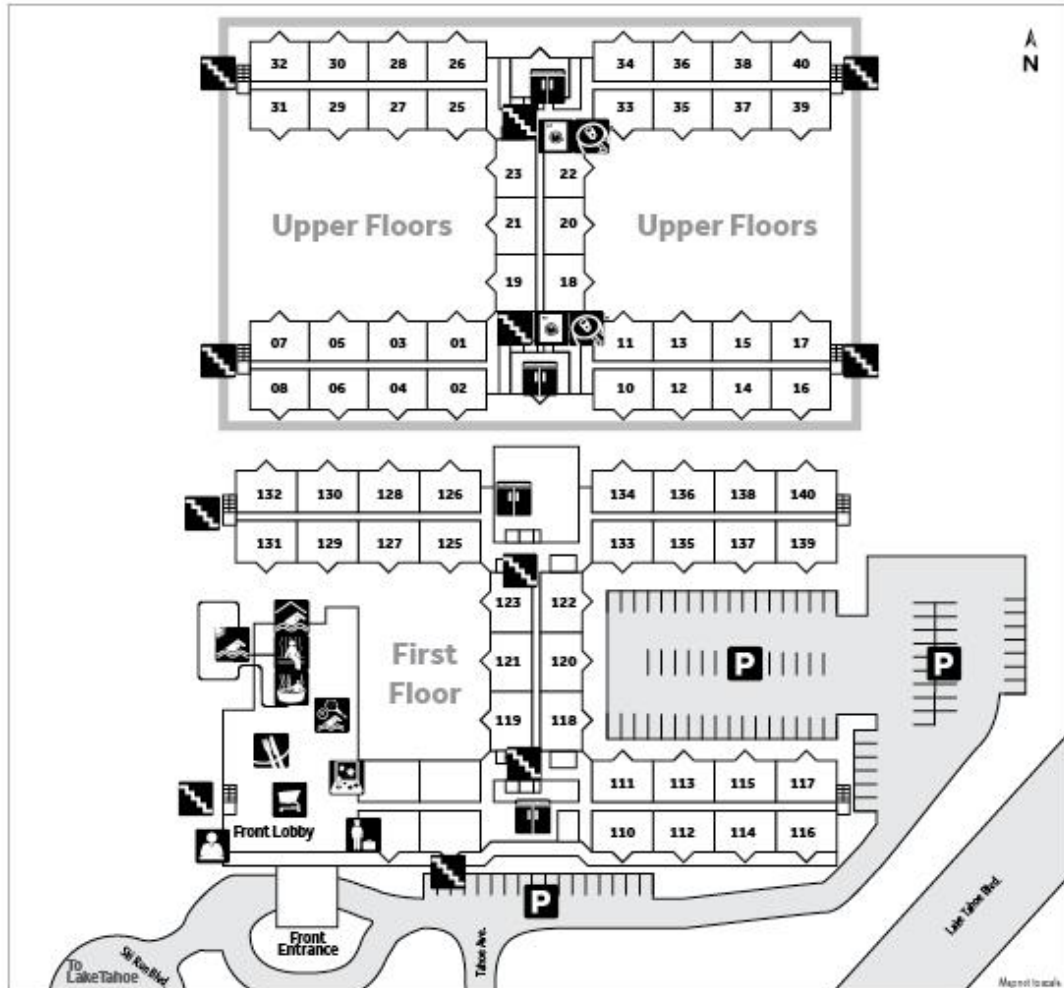 N
32 30 28 26
34 36 38 40
31 29 27 25
33 35 37 39
23 22
Upper Floors
21 20
Upper Floors
19 18
07 05 03 01
11 13 15 17
08 06 04 02
10 12 14 16
132 130 128 126
134 136 138 140
131 129 127 125
133 135 137 139
123 122
First
Floor
121 120
P
P
119 118
111 113 115 117
Front Lobby
110 112 114 116
P
Front
Entrance
Tahoe Ave.
Lake Tahoe Blvd.
To
Lake Tahoe
Ski Run Blvd.
Map not to scale